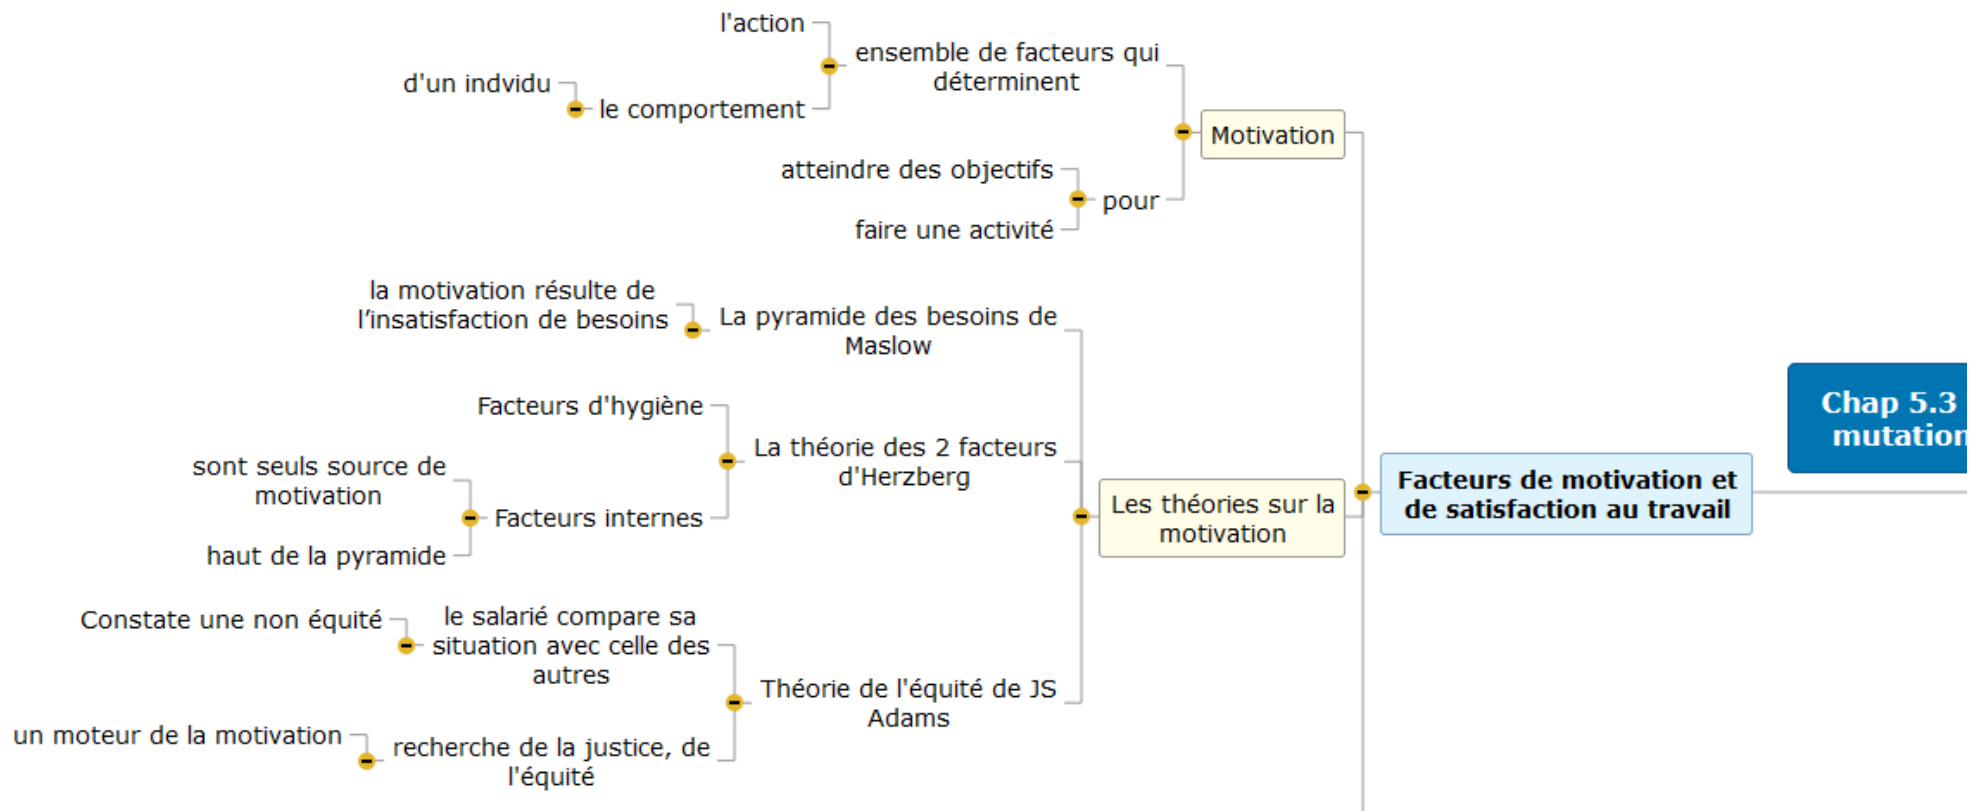 l'action
ensemble de facteurs qui
déterminent
d'un indvidu
le comportement
Motivation
atteindre des objectifs
pour
faire une activité
la motivation résulte de
l’insatisfaction de besoins
La pyramide des besoins de
Maslow
Facteurs d'hygiène
La théorie des 2 facteurs
d'Herzberg
sont seuls source de
motivation
Facteurs internes
haut de la pyramide
Les théories sur la
motivation
Facteurs de motivation et
de satisfaction au travail
Chap 5.3
mutation
Constate une non équité
le salarié compare sa
situation avec celle des
autres
Théorie de l'équité de JS
Adams
un moteur de la motivation
recherche de la justice, de
l'équité